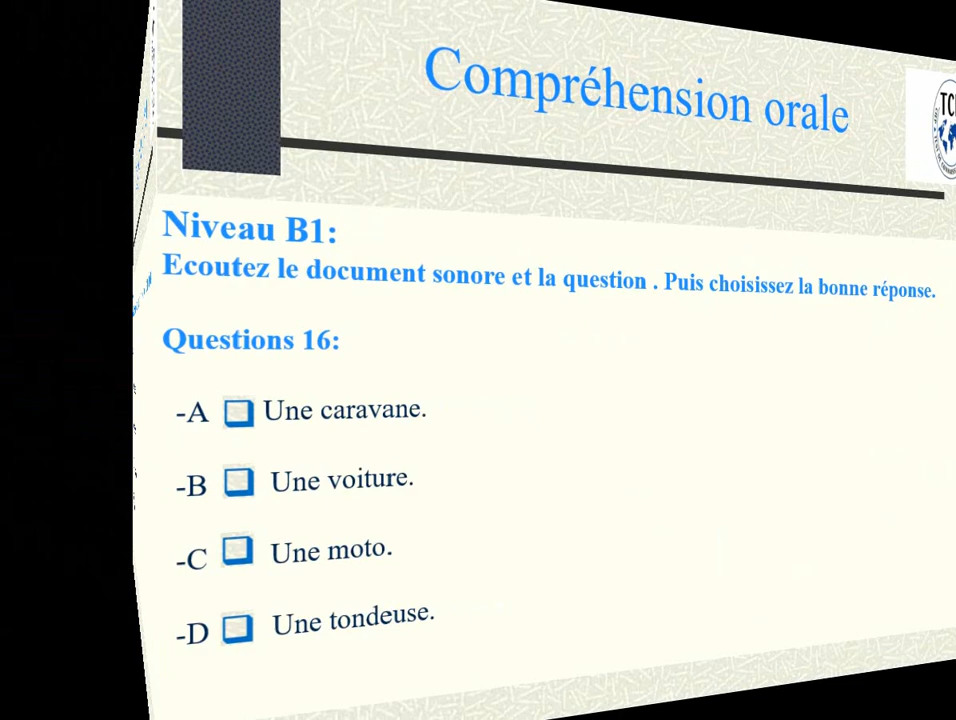 Compréhension orale
Niveau B1:
Ecoutez le document sonore et la question . Puis choisissez la bonne réponse.
Questions 16:
-A Une caravane.
-B Une voiture.
-C Une moto.
-D Une tondeuse.